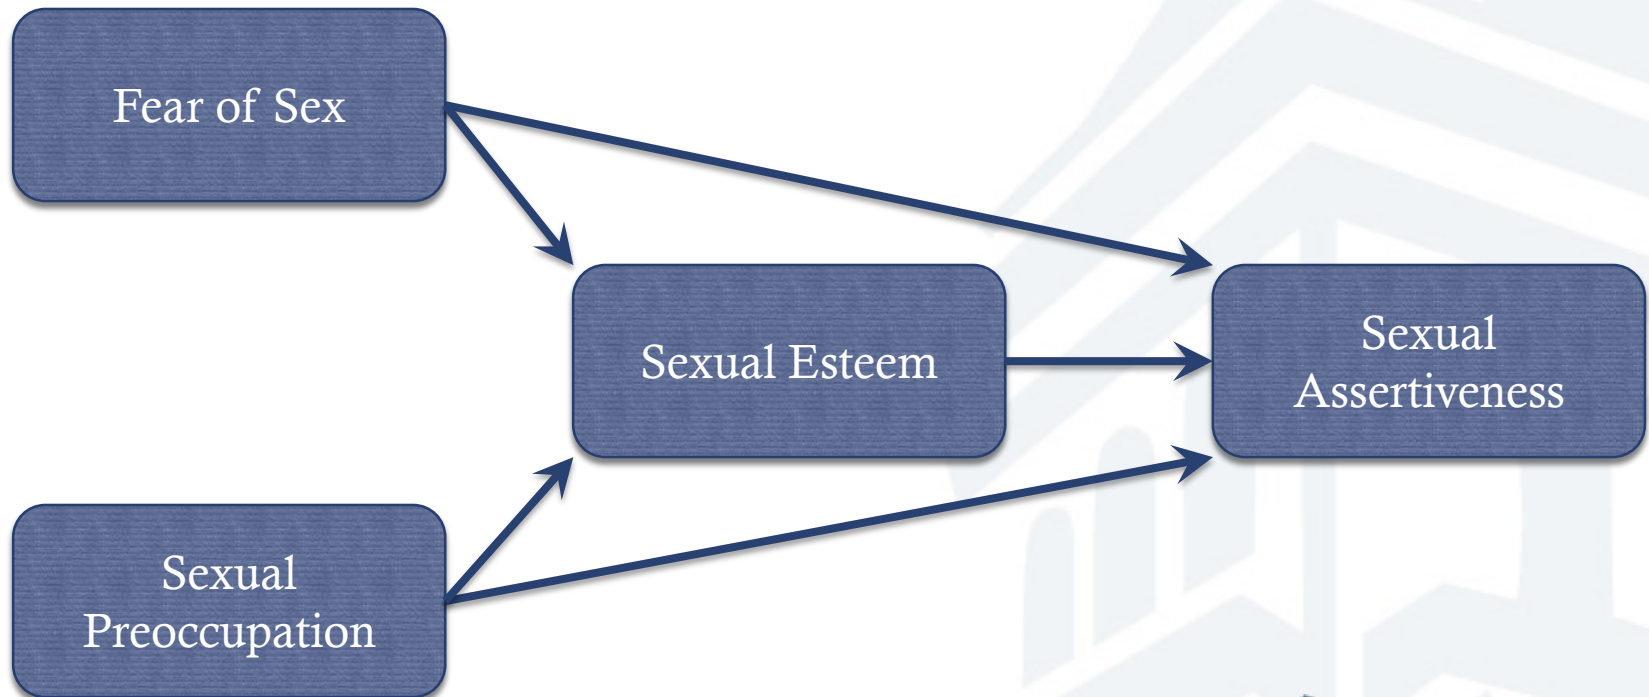 Fear of Sex
Sexual Esteem
Sexual
Assertiveness
Sexual
Preoccupation